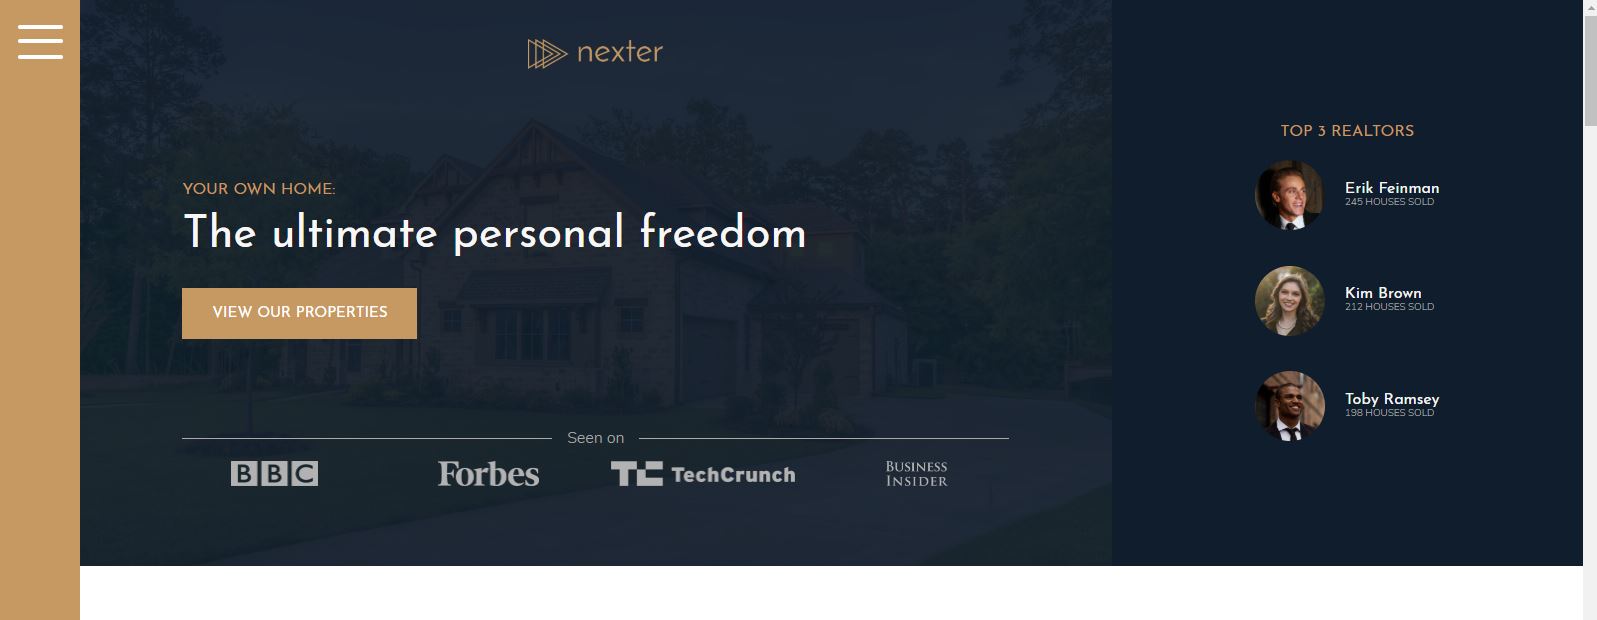 nexter
YOUR OWN HOME:
The ultimate personal freedom
VIEW OUR PROPERTIES
Seen on
BBC
Forbes
TC TechCrunch
BUSINESS
INSIDER
TOP 3 REALTORS
Erik Feinman
245 HOUSES SOLD
Kim Brown
212 HOUSES SOLD
Toby Ramsey
198 HOUSES SOLD